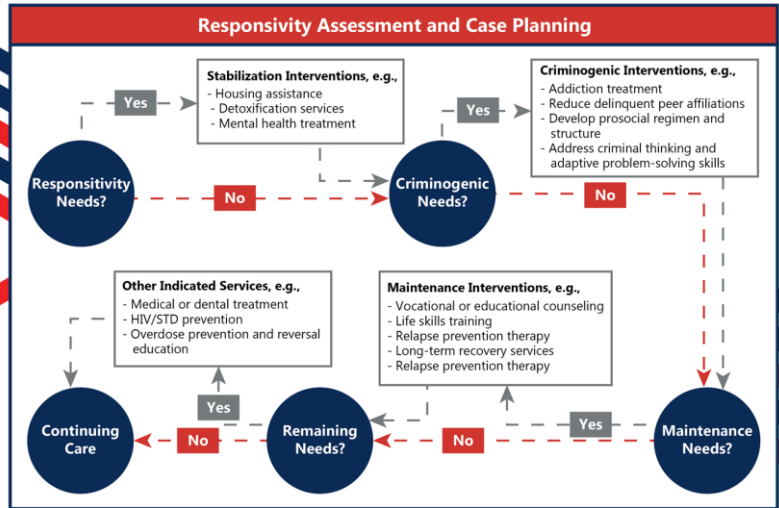 Responsivity Assessment and Case Planning
Yes
Stabilization Interventions, e.g.,
- Housing assistance
- Detoxification services
- Mental health treatment
Yes
Criminogenic Interventions, e.g.,
- Addiction treatment
- Reduce delinquent peer affiliations
- Develop prosocial regimen and
structure
- Address criminal thinking and
adaptive problem-solving skills
Responsitivity
Needs?
No
Criminogenic
Needs?
No
Other Indicated Services, e.g.,
- Medical or dental treatment
- HIV/STD prevention
- Overdose prevention and reversal
education
Maintenance Interventions, e.g.,
- Vocational or educational counseling
- Life skills training
- Relapse prevention therapy
- Long-term recovery services
- Relapse prevention therapy
Continuing
Care
No
Yes
Remaining
Needs?
No
Yes
Maintenance
Needs?